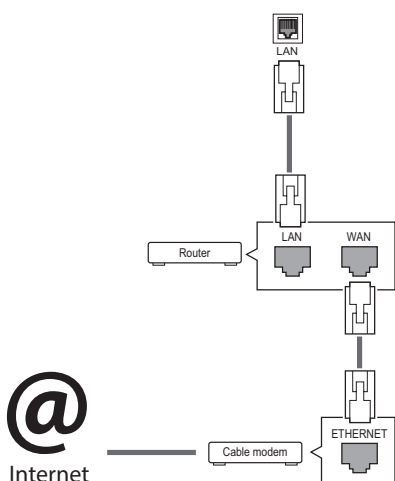 LAN
LAN WAN
Router
ETHERNET
@
Cable modem
Internet